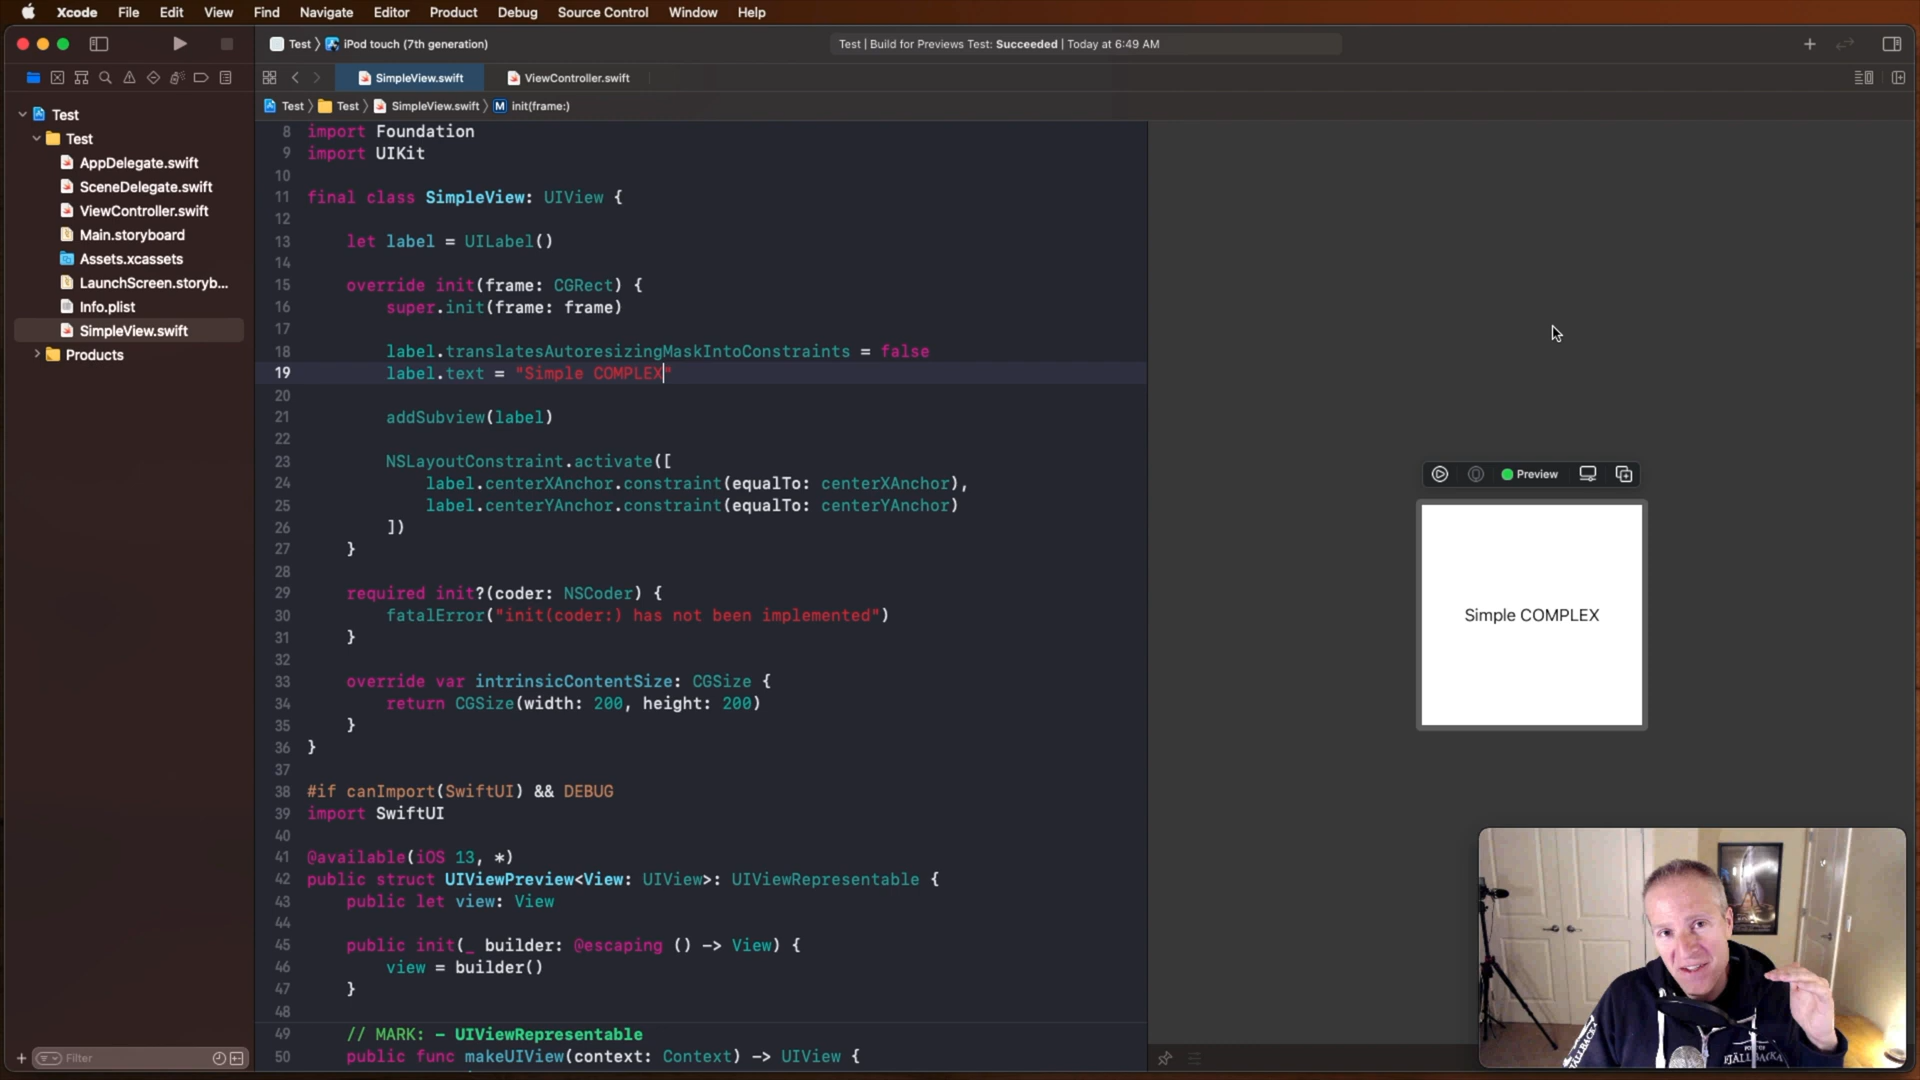 Xcode File Edit View Find Navigate Editor Product Debug Source Control Window Help
Test iPod touch (7th generation)
Test | Build for Previews Test: Succeeded | Today at 6:49 AM
SimpleView.swift
ViewController.swift
Test Test SimpleView.swift M init(frame:)
Test
Test
AppDelegate.swift
SceneDelegate.swift
ViewController.swift
Main.storyboard
Assets.xcassets
LaunchScreen.storyb...
Info.plist
SimpleView.swift
Products
Filter
8 import Foundation
9 import UIKit
10
11 final class SimpleView: UIView {
12
13 let label = UILabel()
14
15 override init(frame: CGRect) {
16 super.init(frame: frame)
17
18 label.translatesAutoresizingMaskIntoConstraints = false
19 label.text = "Simple COMPLEX"
20
21 addSubview(label)
22
23 NSLayoutConstraint.activate([
24 label.centerXAnchor.constraint(equalTo: centerXAnchor),
25 label.centerYAnchor.constraint(equalTo: centerYAnchor)
26 ])
27 }
28
29 required init?(coder: NSCoder) {
30 fatalError("init(coder:) has not been implemented")
31 }
32
33 override var intrinsicContentSize: CGSize {
34 return CGSize(width: 200, height: 200)
35 }
36 }
37
38 #if canImport(SwiftUI) && DEBUG
39 import SwiftUI
40
41 @available(iOS 13, *)
42 public struct UIViewPreview<View: UIView>: UIViewRepresentable {
43 public let view: View
44
45 public init(_ builder: @escaping () -> View) {
46 view = builder()
47 }
48
49 // MARK: - UIViewRepresentable
50 public func makeUIView(context: Context) -> UIView {
Preview
Simple COMPLEX
FJÄLLBACKA